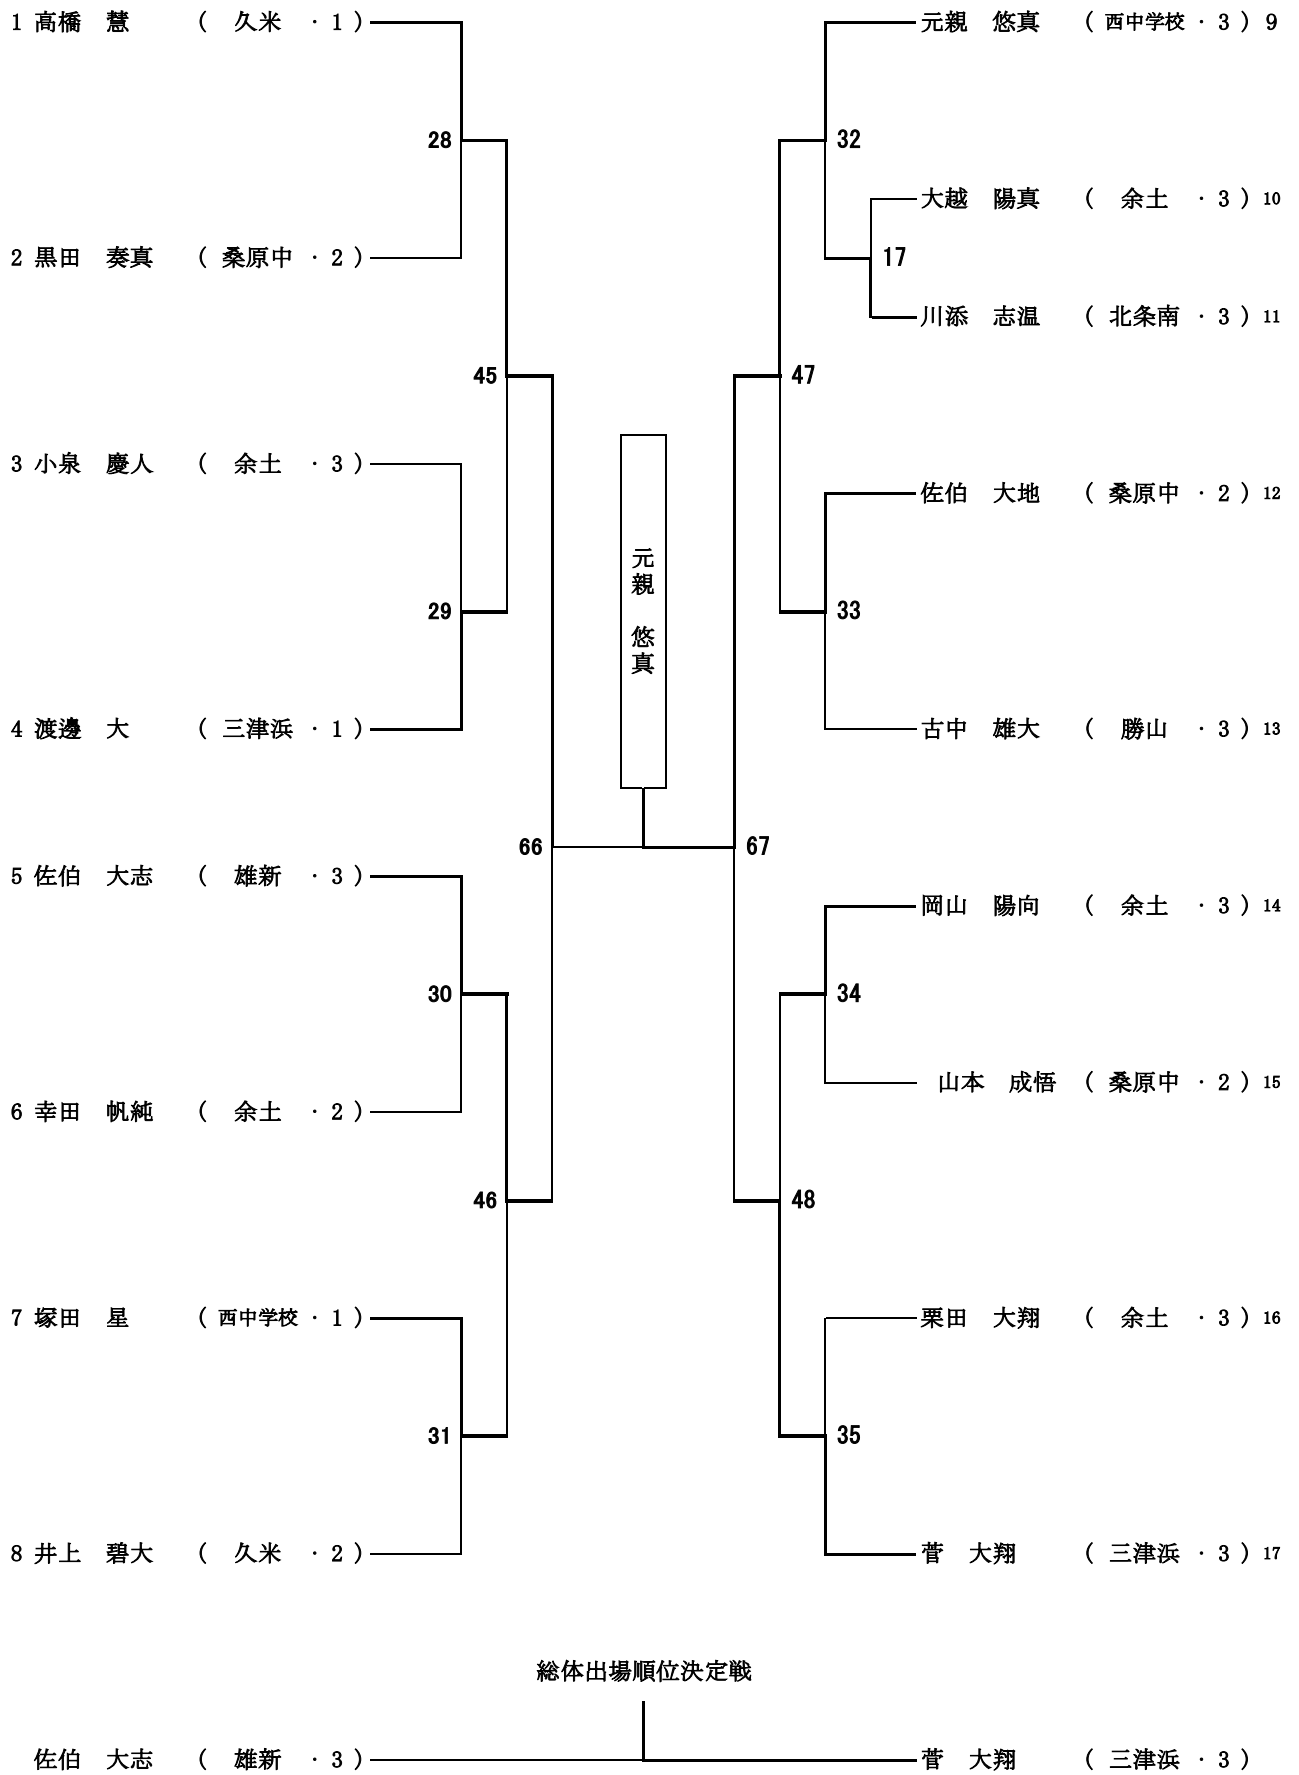 1 高橋 慧 ( 久米 ・ 1 )
28
2 黒田 奏真 ( 桑原中 ・ 2 )
45
3 小泉 慶人 ( 余土 ・ 3 )
29
4 渡邊 大 ( 三津浜 ・ 1 )
66
5 佐伯 大志 ( 雄新 ・ 3 )
30
6 幸田 帆純 ( 余土 ・ 2 )
46
7 塚田 星 ( 西中学校 ・ 1 )
31
8 井上 碧大 ( 久米 ・ 2 )
元親 悠真
元親 悠真 ( 西中学校 ・ 3 ) 9
32
大越 陽真 ( 余土 ・ 3 ) 10
17
川添 志温 ( 北条南 ・ 3 ) 11
47
佐伯 大地 ( 桑原中 ・ 2 ) 12
33
古中 雄大 ( 勝山 ・ 3 ) 13
67
岡山 陽向 ( 余土 ・ 3 ) 14
34
山本 成悟 ( 桑原中 ・ 2 ) 15
48
栗田 大翔 ( 余土 ・ 3 ) 16
35
菅 大翔 ( 三津浜 ・ 3 ) 17
総体出場順位決定戦
佐伯 大志 ( 雄新 ・ 3 )
菅 大翔 ( 三津浜 ・ 3 )